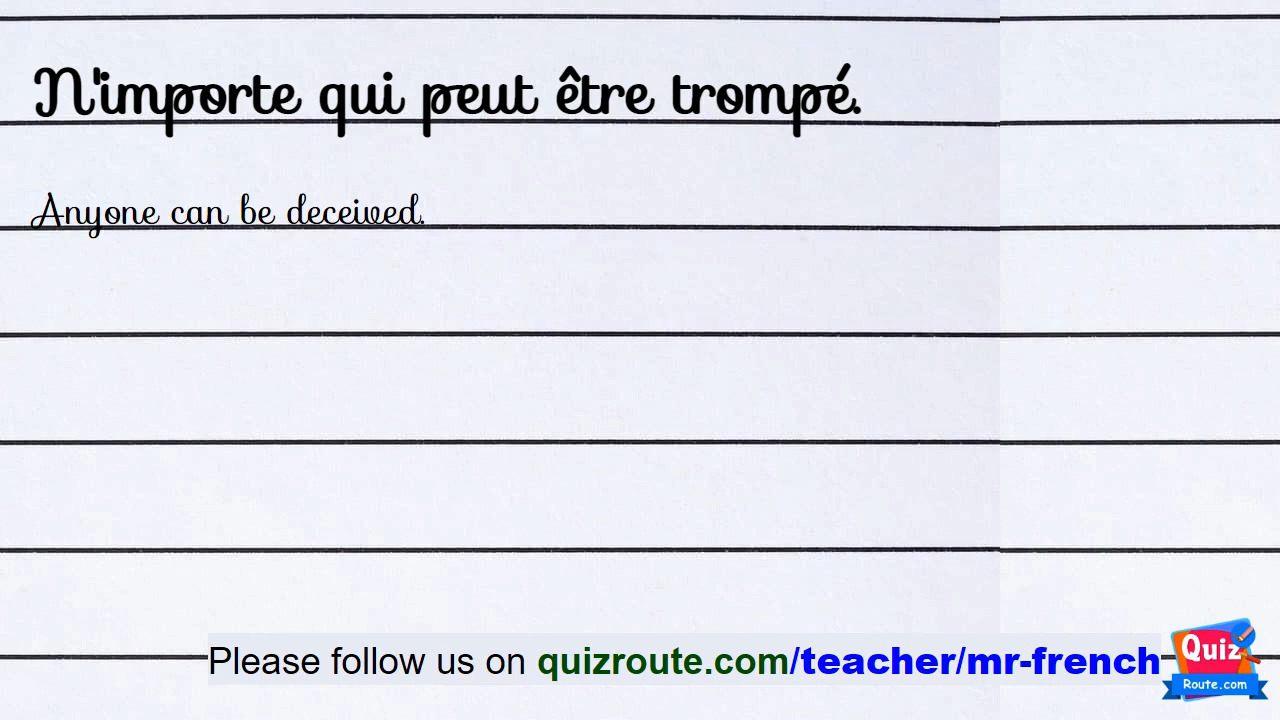 N'importe qui peut être trompé.
Anyone can be deceived.
Please follow us on quizroute.com/teacher/mr-french
Quiz
Route.com